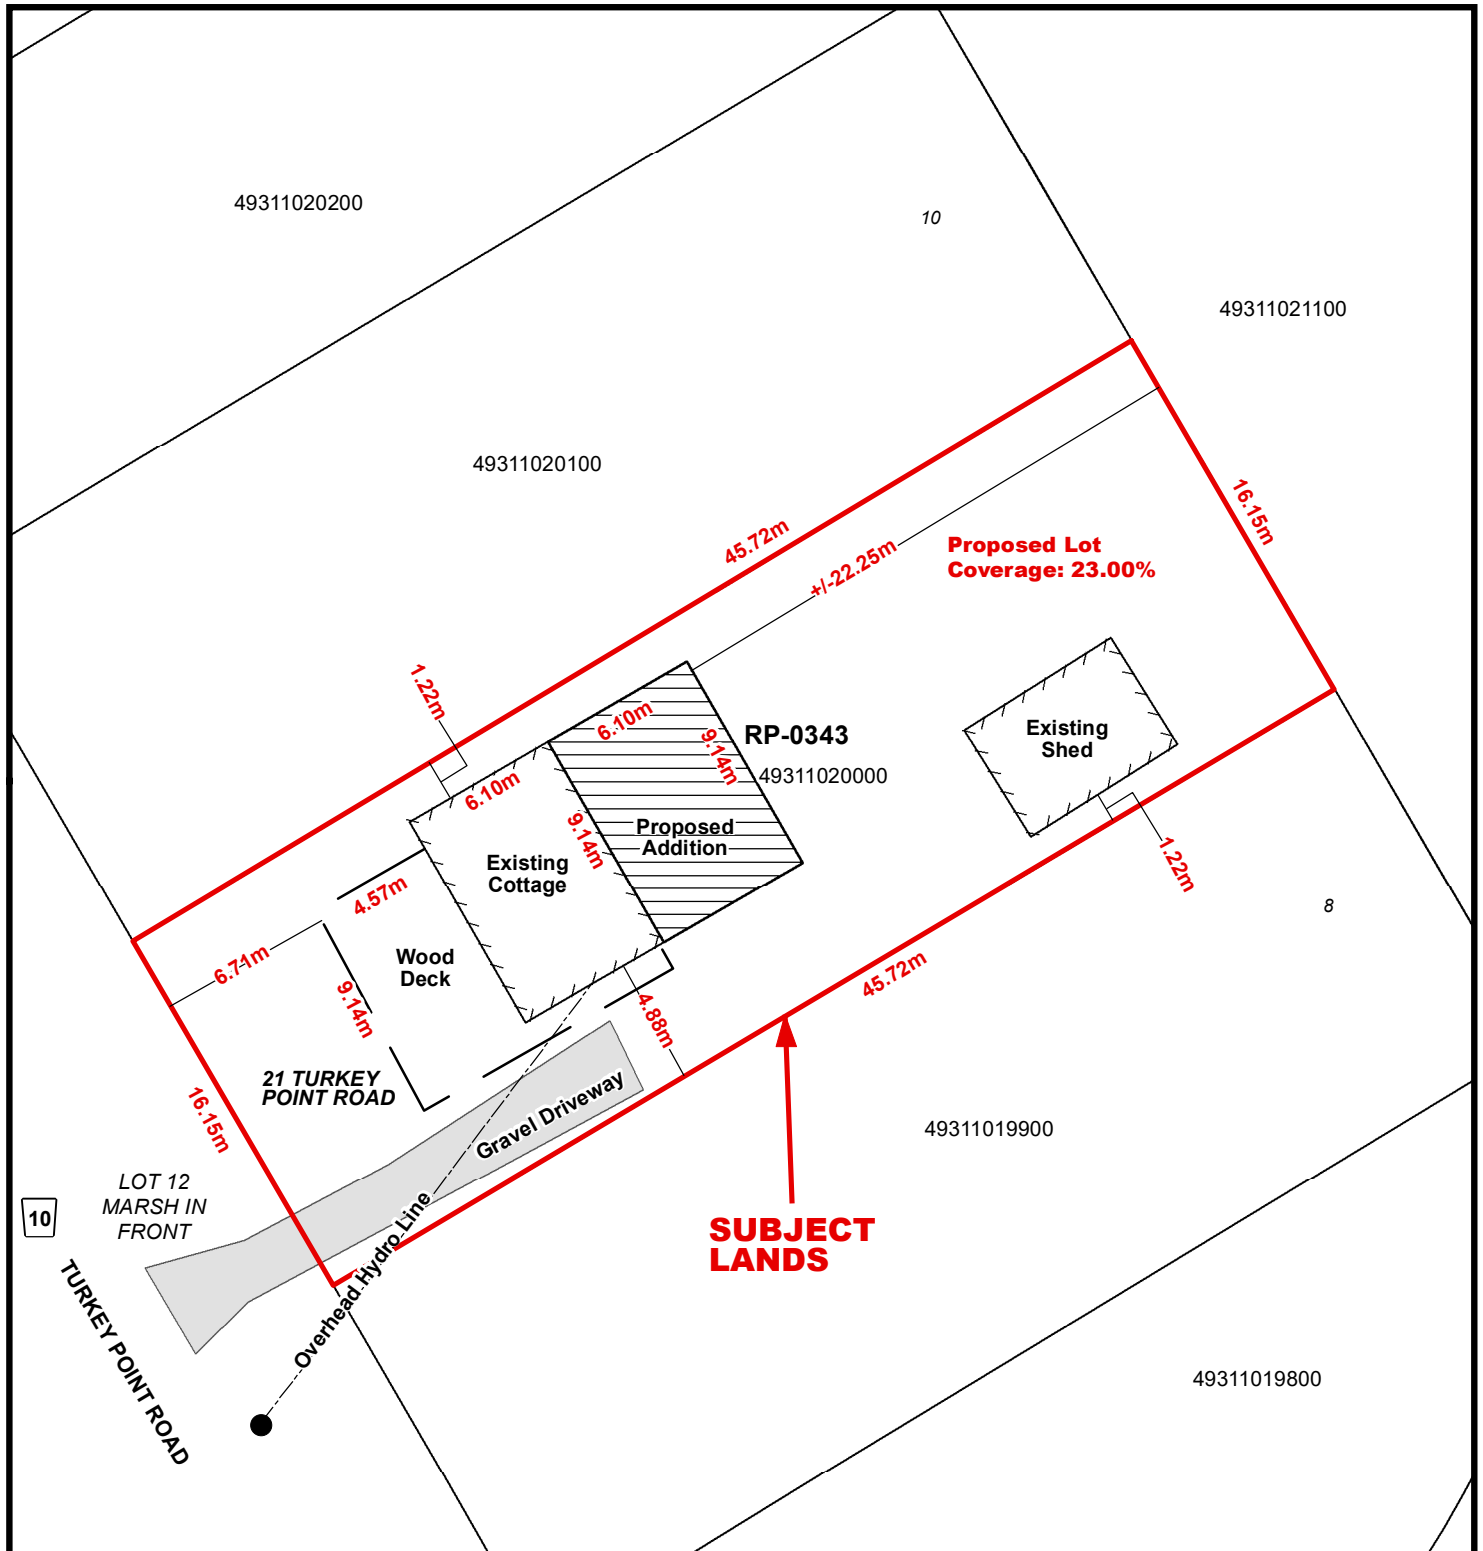 49311020200
10
49311021100
49311020100
45.72m
16.15m
+/-22.25m
Proposed Lot
Coverage: 23.00%
1.22m
6.10m
RP-0343
9.14m
49311020000
Existing
Shed
6.10m
9.14m
Proposed
Addition
Existing
Cottage
1.22m
4.57m
8
Wood
Deck
6.71m
9.14m
4.88m
45.72m
21 TURKEY
POINT ROAD
16.15m
Gravel Driveway
49311019900
LOT 12
MARSH IN
FRONT
10
Overhead Hydro Line
SUBJECT
LANDS
TURKEY POINT ROAD
49311019800